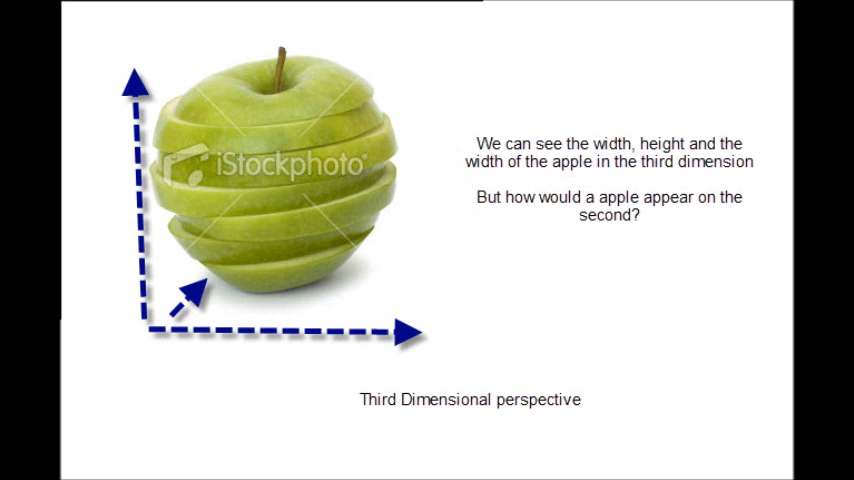 iStockphoto
We can see the width, height and the
width of the apple in the third dimension
But how would a apple appear on the
second?
Third Dimensional perspective